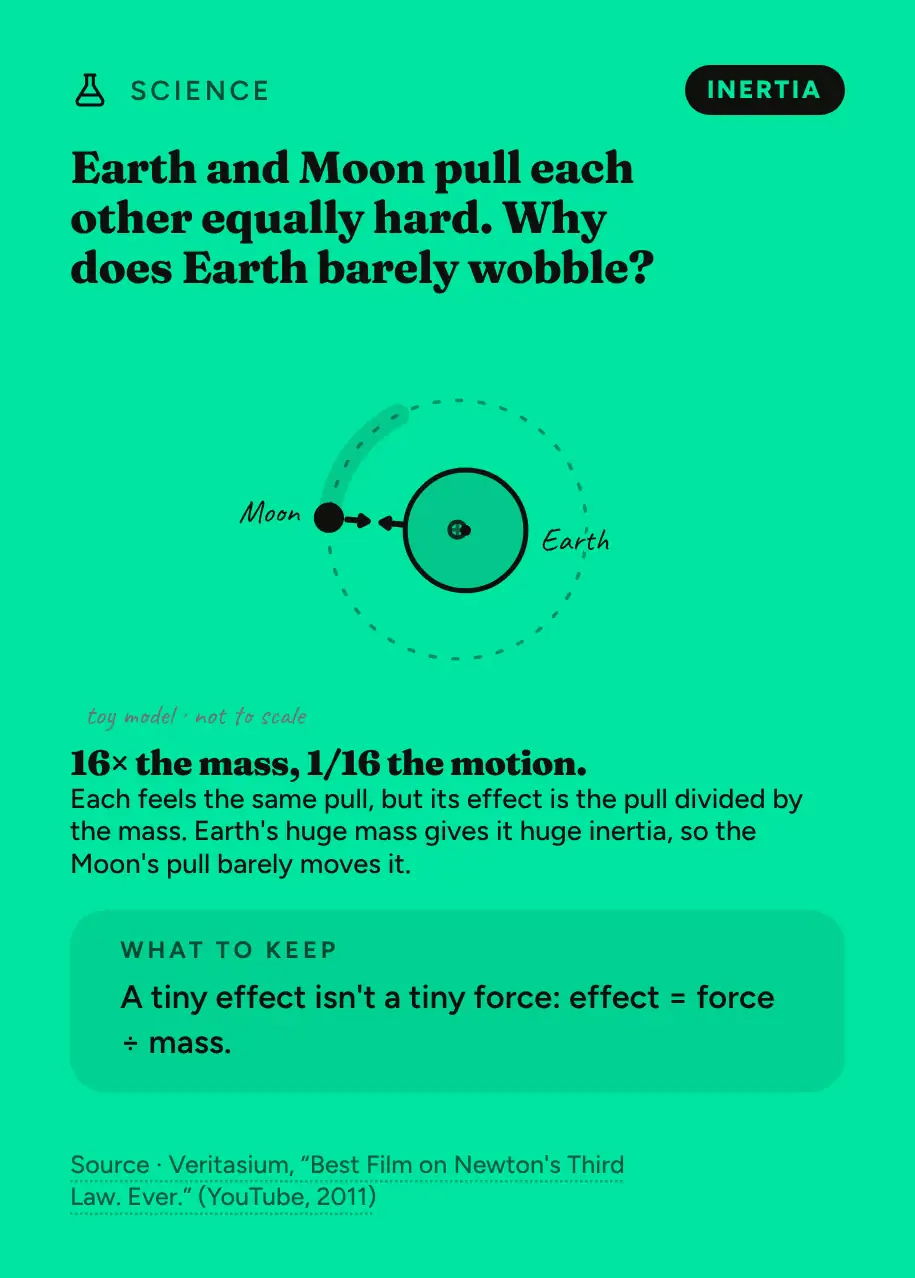 SCIENCE
INERTIA
Earth and Moon pull each
other equally hard. Why
does Earth barely wobble?
Moon
Earth
toy model · not to scale
16× the mass, 1/16 the motion.
Each feels the same pull, but its effect is the pull divided by
the mass. Earth's huge mass gives it huge inertia, so the
Moon's pull barely moves it.
WHAT TO KEEP
A tiny effect isn't a tiny force: effect = force
÷ mass.
Source · Veritasium, “Best Film on Newton's Third
Law. Ever.” (YouTube, 2011)